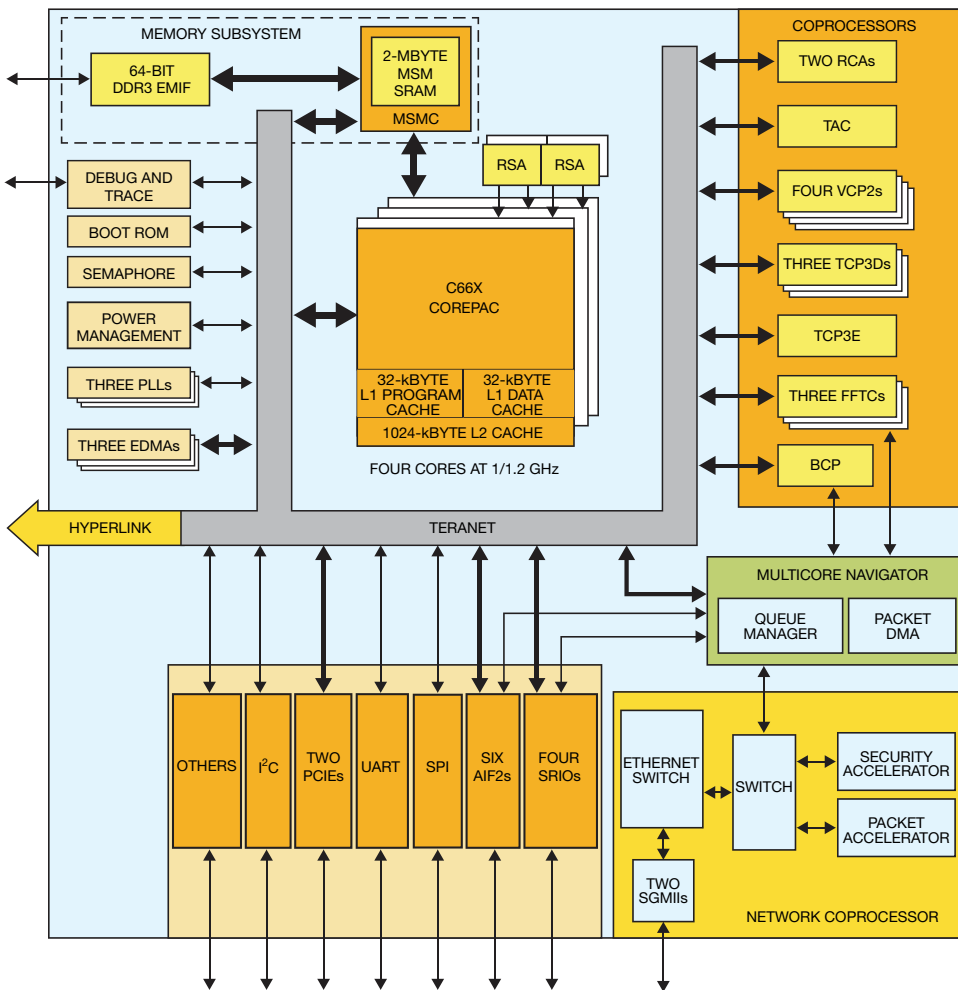 MEMORY SUBSYSTEM
64-BIT
DDR3 EMIF
2-MBYTE
MSM
SRAM
MSMC
RSA
RSA
DEBUG AND
TRACE
BOOT ROM
SEMAPHORE
POWER
MANAGEMENT
THREE PLLs
THREE EDMAs
C66X
COREPAC
32-kBYTE
L1 PROGRAM
CACHE
32-kBYTE
L1 DATA
CACHE
1024-kBYTE L2 CACHE
FOUR CORES AT 1/1.2 GHz
COPROCESSORS
TWO RCAs
TAC
FOUR VCP2s
THREE TCP3Ds
TCP3E
THREE FFTCs
BCP
HYPERLINK
TERANET
MULTICORE NAVIGATOR
QUEUE
MANAGER
PACKET
DMA
OTHERS
I²C
TWO
PCIEs
UART
SPI
SIX
AIF2s
FOUR
SRIOs
ETHERNET
SWITCH
SWITCH
SECURITY
ACCELERATOR
PACKET
ACCELERATOR
TWO
SGMIIs
NETWORK COPROCESSOR